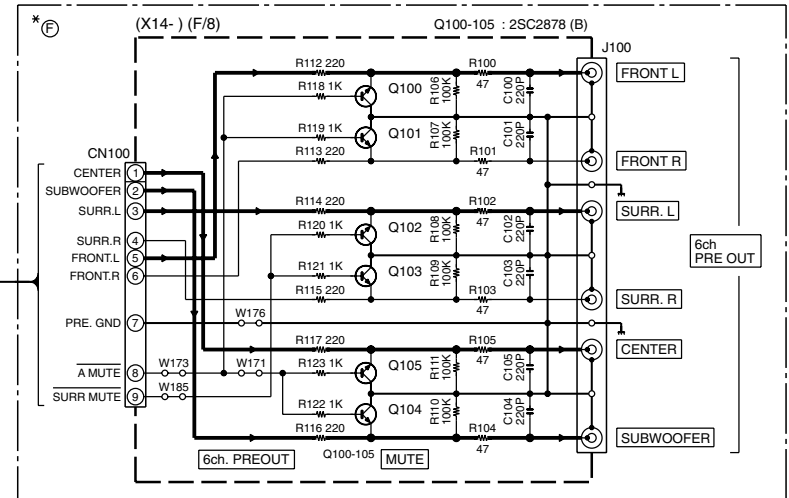 * F
(X14- ) (F/8)
Q100-105 : 2SC2878 (B)
J100
R112 220
R100
47
FRONT L
R118 1K
Q100
R106
100K
C100
220P
R119 1K
Q101
R107
100K
C101
220P
R113 220
R101
47
FRONT R
CN100
CENTER 1
SUBWOOFER 2
SURR.L 3
SURR.R 4
FRONT.L 5
FRONT.R 6
PRE. GND 7
A MUTE 8
SURR MUTE 9
R114 220
R102
47
SURR. L
R120 1K
Q102
R108
100K
C102
220P
R121 1K
Q103
R109
100K
C103
220P
R115 220
R103
47
SURR. R
6ch
PRE OUT
W176
R117 220
R105
47
CENTER
W173
W171
R123 1K
Q105
R111
100K
C105
220P
W185
R122 1K
Q104
R110
100K
C104
220P
R116 220
R104
47
SUBWOOFER
6ch. PREOUT
Q100-105
MUTE